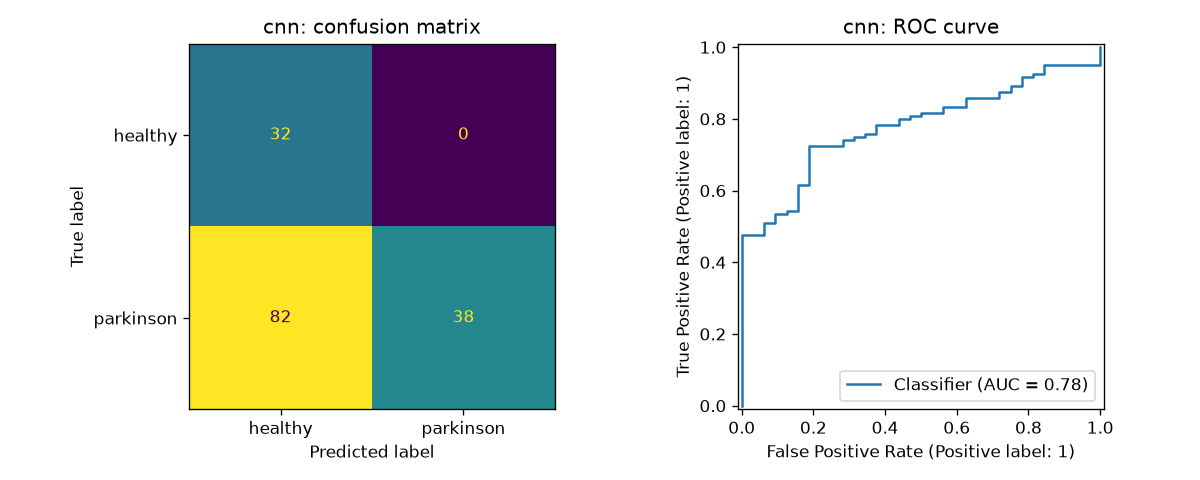 cnn: confusion matrix
True label
healthy
parkinson
32
0
82
38
healthy
parkinson
Predicted label
cnn: ROC curve
True Positive Rate (Positive label: 1)
1.0
0.8
0.6
0.4
0.2
0.0
Classifier (AUC = 0.78)
0.0
0.2
0.4
0.6
0.8
1.0
False Positive Rate (Positive label: 1)